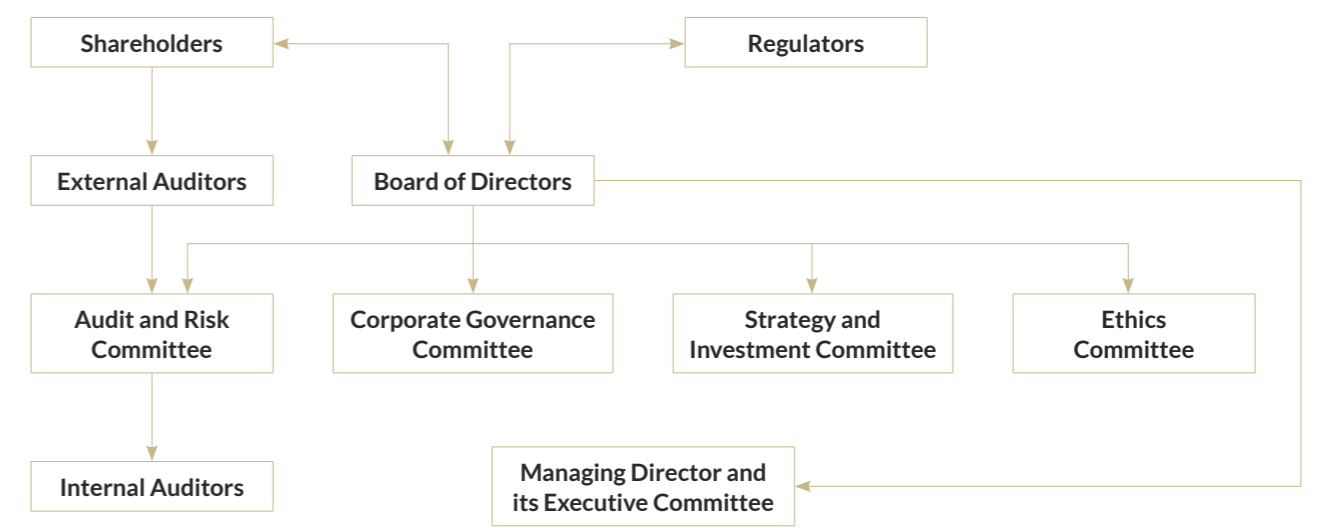 Shareholders
Regulators
External Auditors
Board of Directors
Audit and Risk
Committee
Corporate Governance
Committee
Strategy and
Investment Committee
Ethics
Committee
Internal Auditors
Managing Director and
its Executive Committee